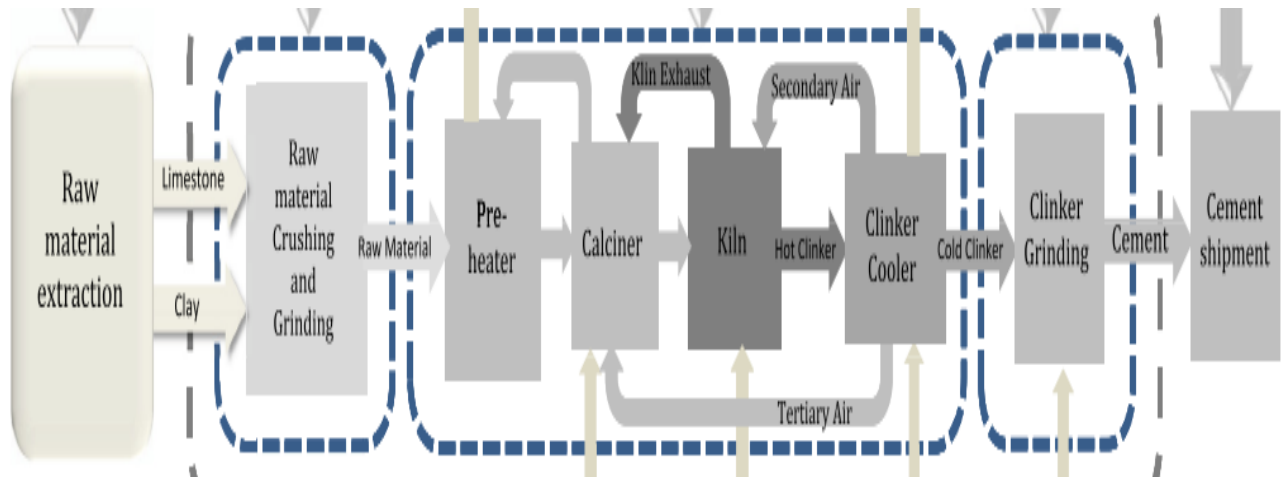 Raw
material
extraction
Limestone
Clay
Raw
material
Crushing
and
Grinding
Raw Material
Pre-
heater
Calciner
Klin Exhaust
Kiln
Secondary Air
Hot Clinker
Clinker
Cooler
Tertiary Air
Cold Clinker
Clinker
Grinding
Cement
Cement
shipment